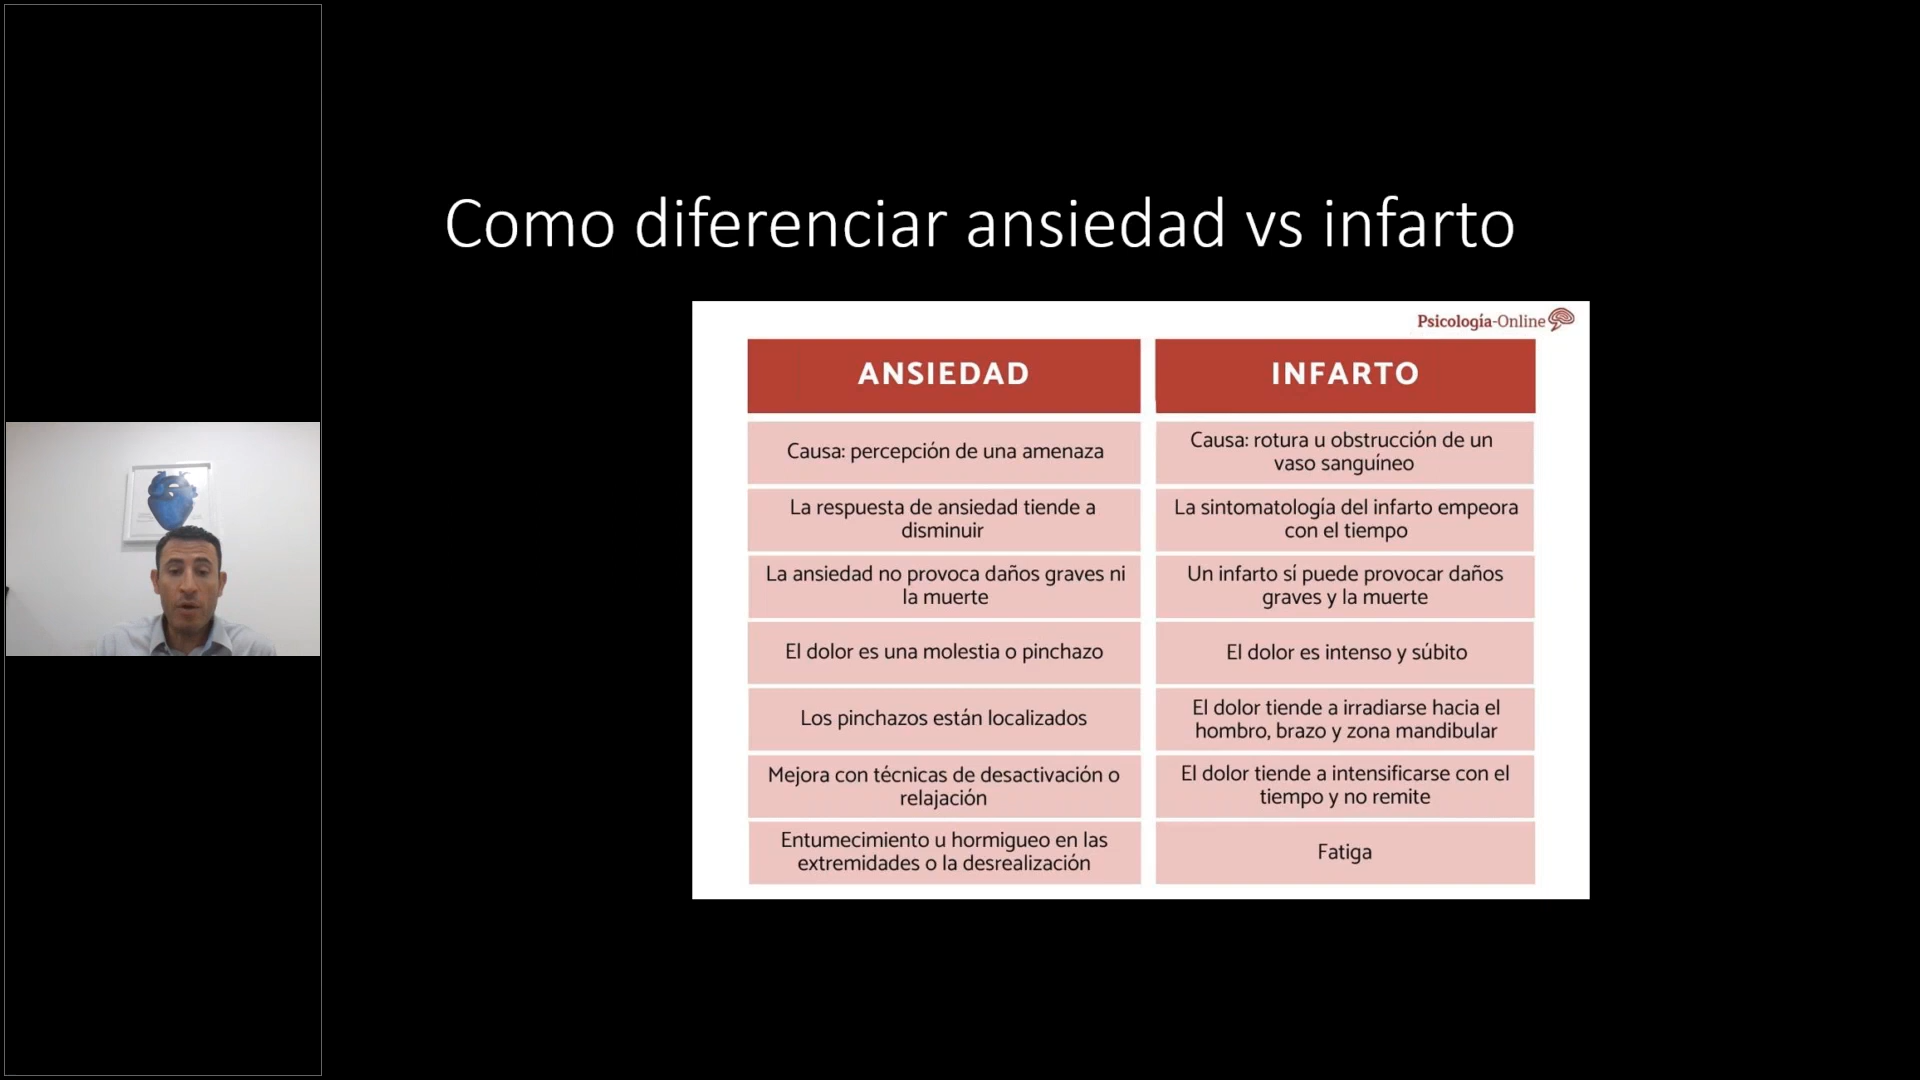 Como diferenciar ansiedad vs infarto
Psicología-Online
ANSIEDAD
INFARTO
Causa: percepción de una amenaza
Causa: rotura u obstrucción de un
vaso sanguíneo
La respuesta de ansiedad tiende a
disminuir
La sintomatología del infarto empeora
con el tiempo
La ansiedad no provoca daños graves ni
la muerte
Un infarto sí puede provocar daños
graves y la muerte
El dolor es una molestia o pinchazo
El dolor es intenso y súbito
Los pinchazos están localizados
El dolor tiende a irradiarse hacia el
hombro, brazo y zona mandibular
Mejora con técnicas de desactivación o
relajación
El dolor tiende a intensificarse con el
tiempo y no remite
Entumecimiento u hormigueo en las
extremidades o la desrealización
Fatiga